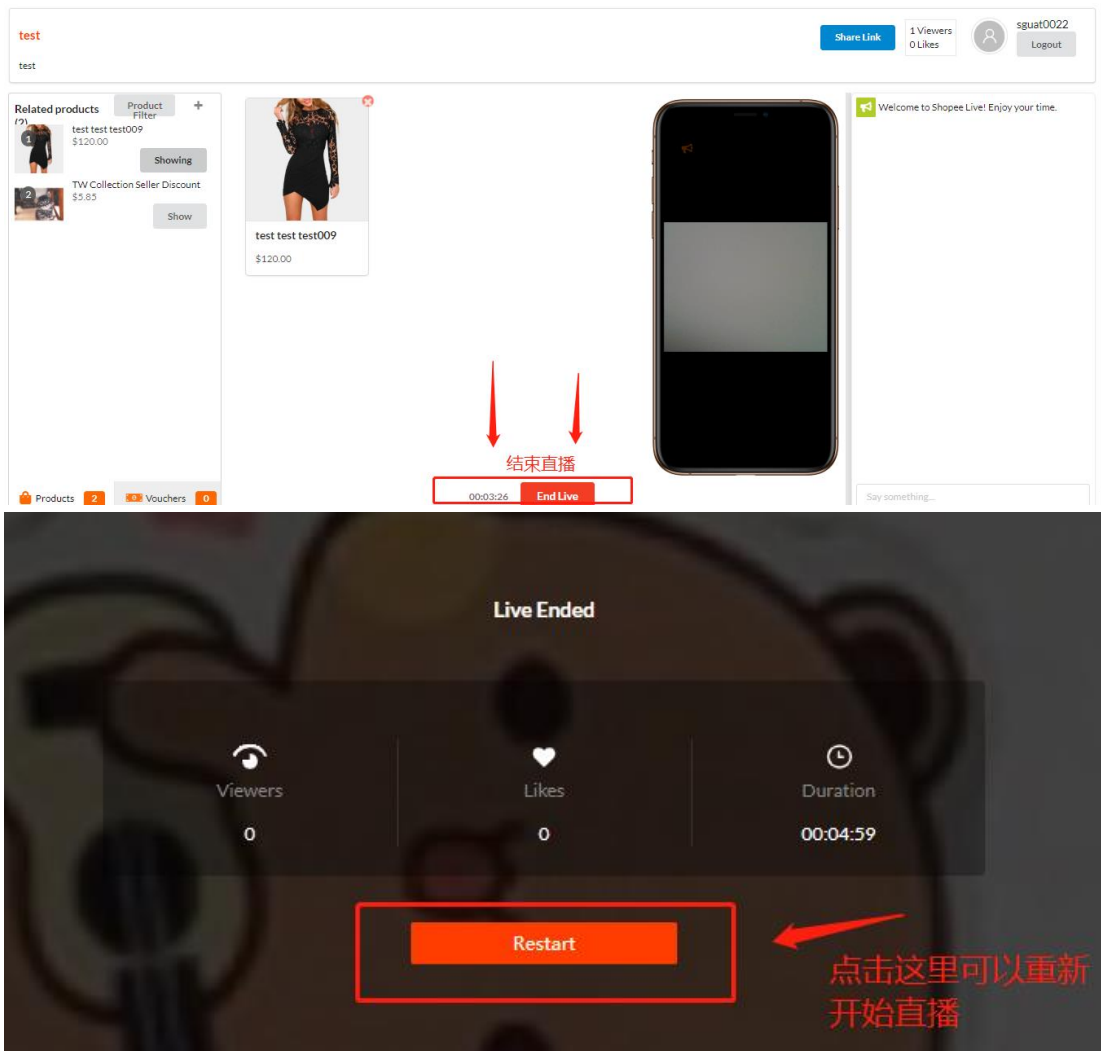 test
test
Share Link
1 Viewers
0 Likes
sguat0022
Logout
Related products
(2)
Product
Filter
+
1
test test test009
$120.00
Showing
2
TW Collection Seller Discount
$5.85
Show
Products 2
Vouchers 0
test test test009
$120.00
结束直播
00:03:26 End Live
Welcome to Shopee Live! Enjoy your time.
Say something...
Live Ended
Viewers
0
Likes
0
Duration
00:04:59
Restart
点击这里可以重新
开始直播